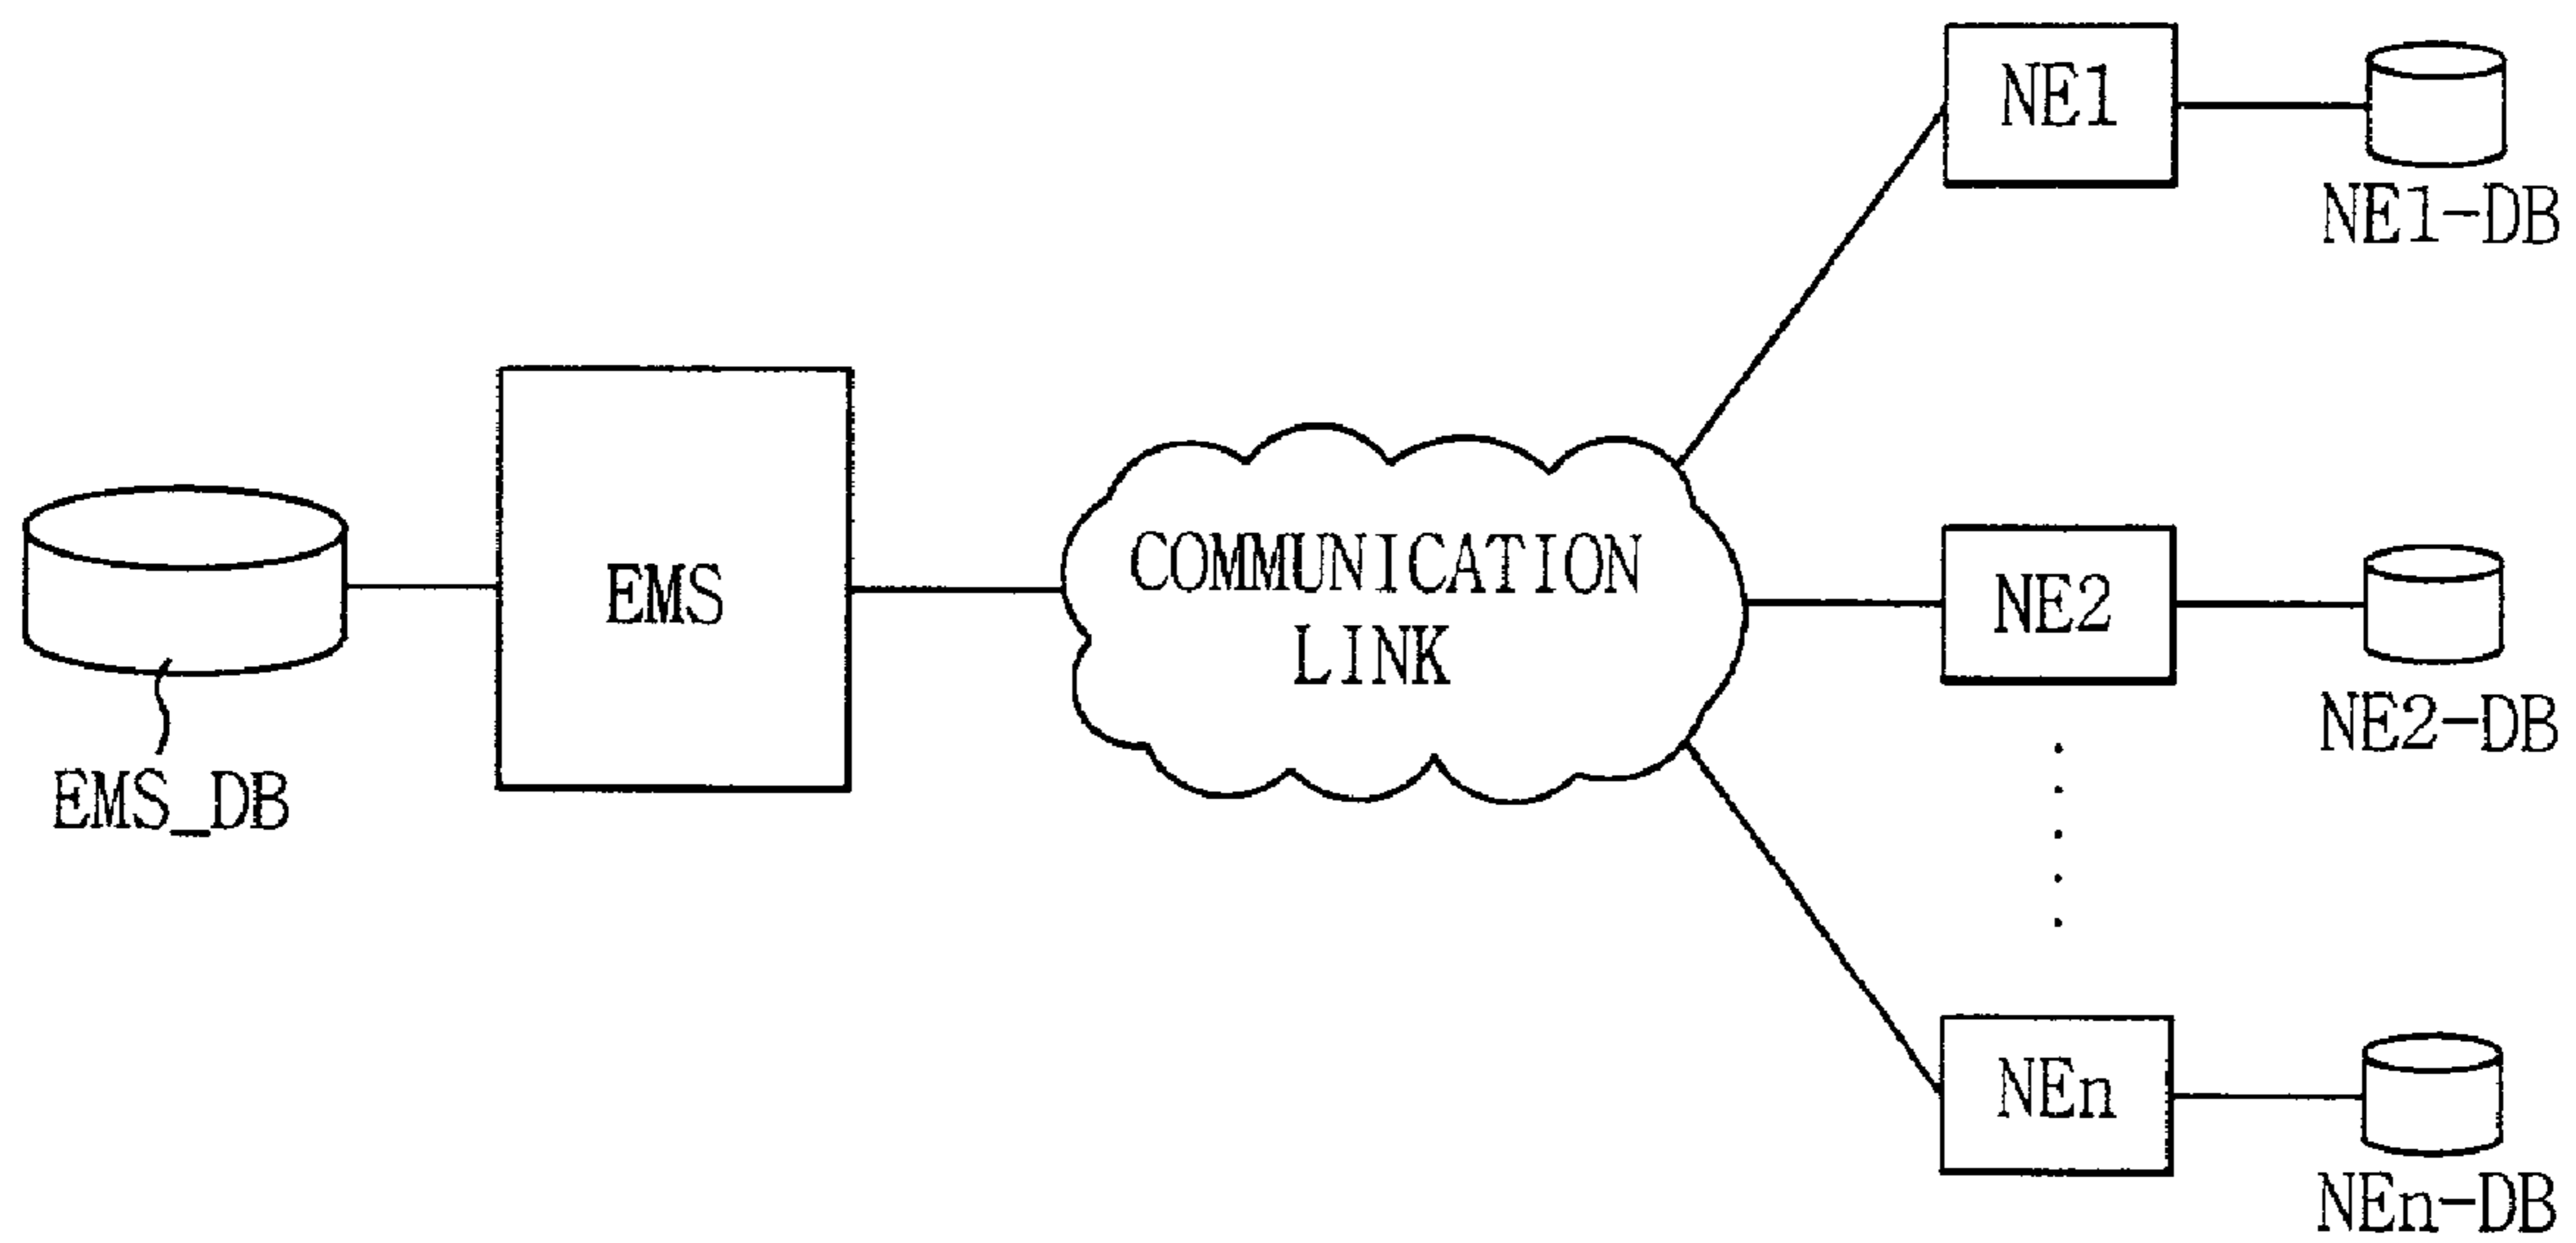 NE1
NE1-DB
COMMUNICATION
LINK
EMS
NE2
EMS_DB
NE2-DB
NEn
NEn-DB